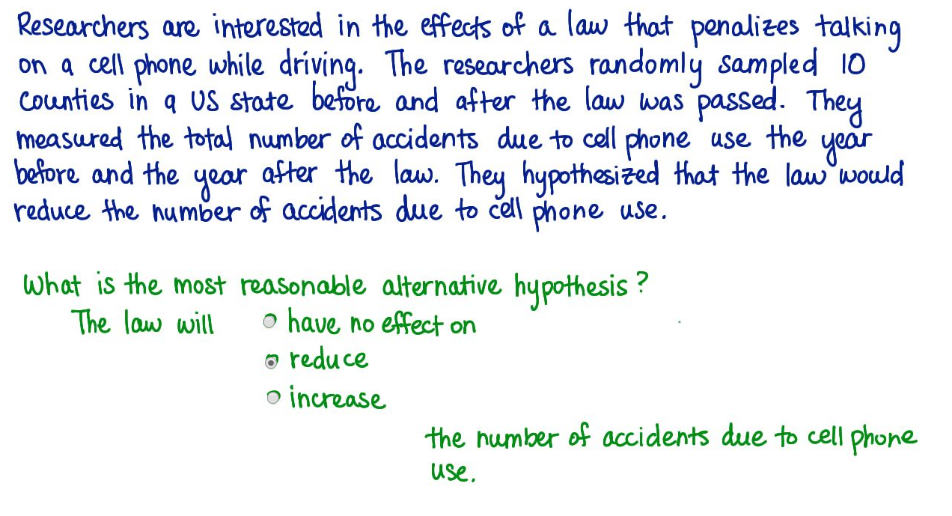 Researchers are interested in the effects of a law that penalizes talking
on a cell phone while driving. The researchers randomly sampled 10
Counties in a US state before and after the law was passed. They
measured the total number of accidents due to cell phone use the year
before and the year after the law. They hypothesized that the law would
reduce the number of accidents due to cell phone use.
What is the most reasonable alternative hypothesis?
The law will have no effect on
reduce
increase
the number of accidents due to cell phone
use.